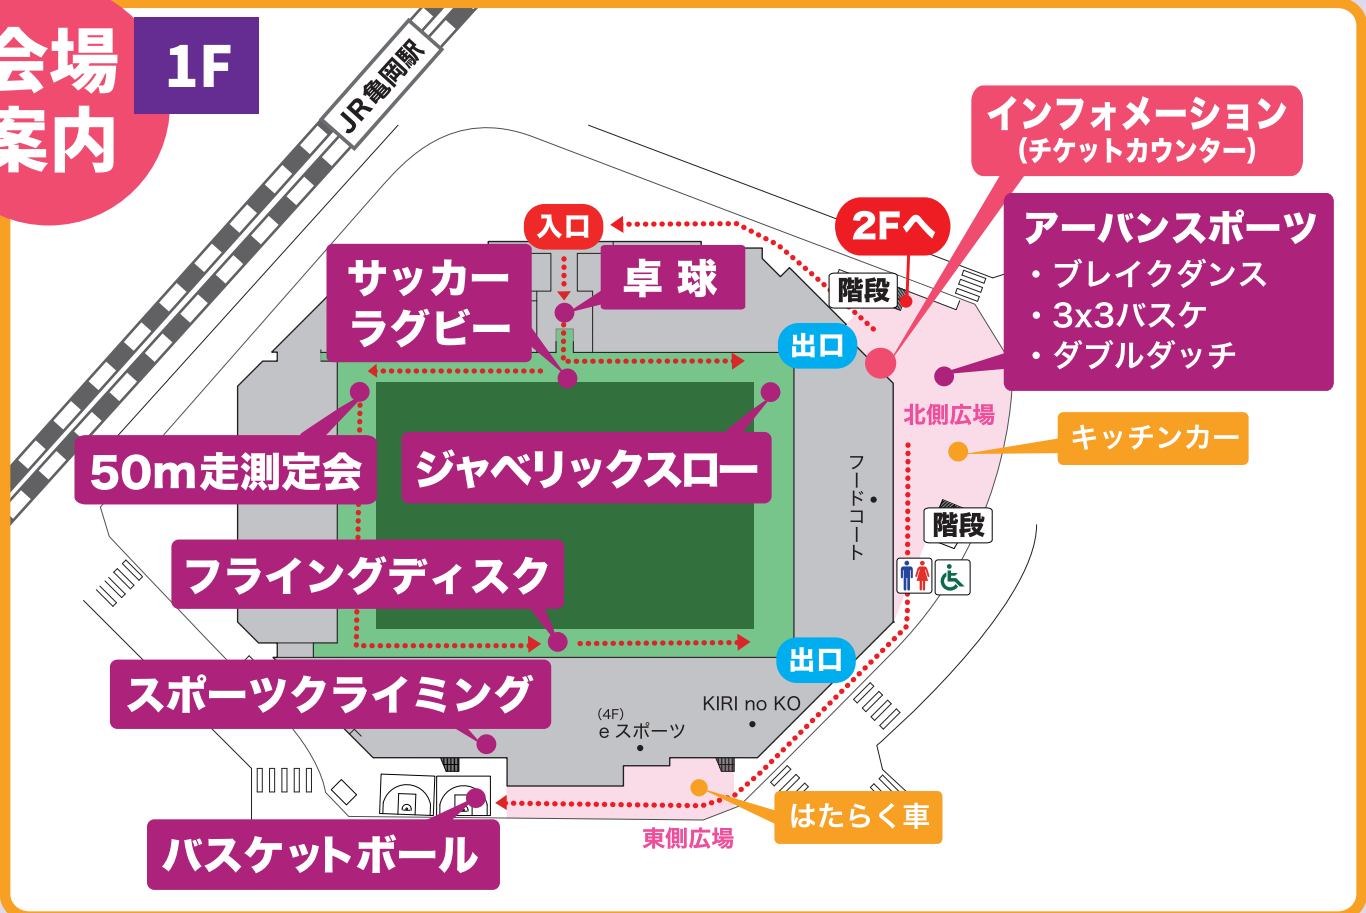 会場
案内
1F
JR亀岡駅
インフォメーション
(チケットカウンター)
アーバンスポーツ
・ブレイクダンス
・3x3バスケ
・ダブルダッチ
2Fへ
入口
サッカー
ラグビー
卓 球
階段
出口
北側広場
キッチンカー
50m走測定会
ジャベリックスロー
フードコート
階段
フライングディスク
出口
スポーツクライミング
KIRI no KO
(4F)
e スポーツ
はたらく車
東側広場
バスケットボール